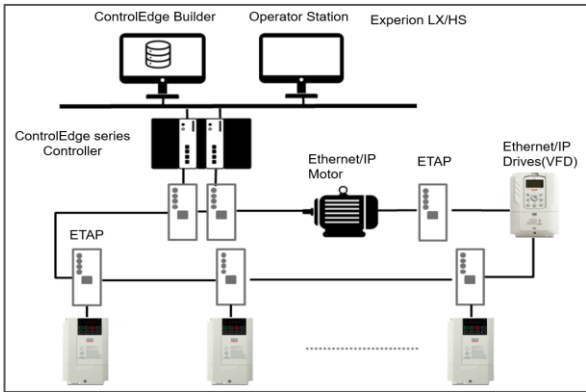 ControlEdge Builder
Operator Station
Experion LX/HS
ControlEdge series
Controller
Ethernet/IP
Motor
ETAP
Ethernet/IP
Drives(VFD)
ETAP